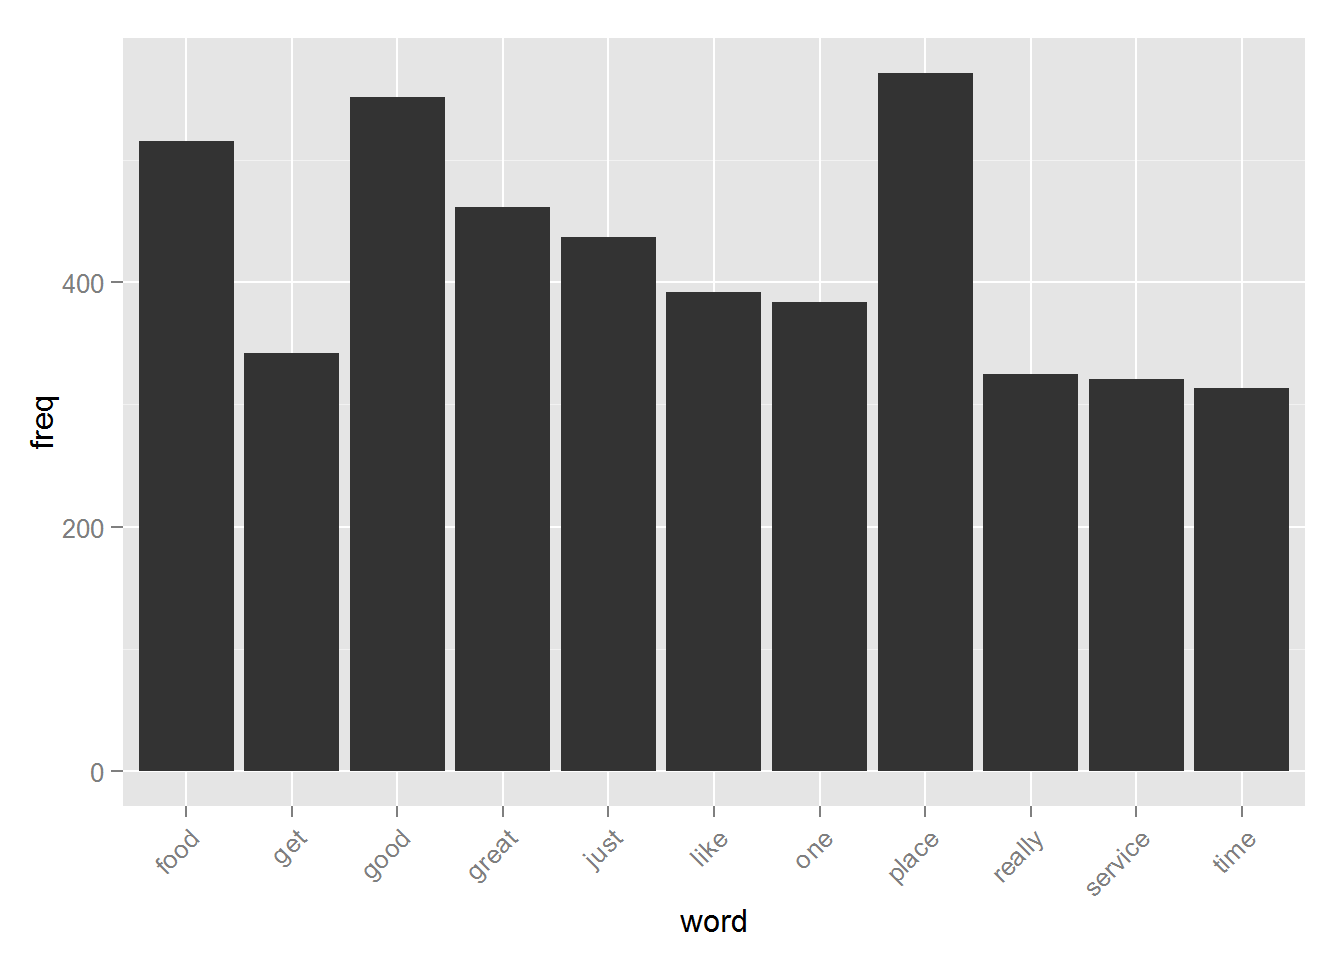 freq
400
200
0
food
get
good
great
just
like
one
place
really
service
time
word